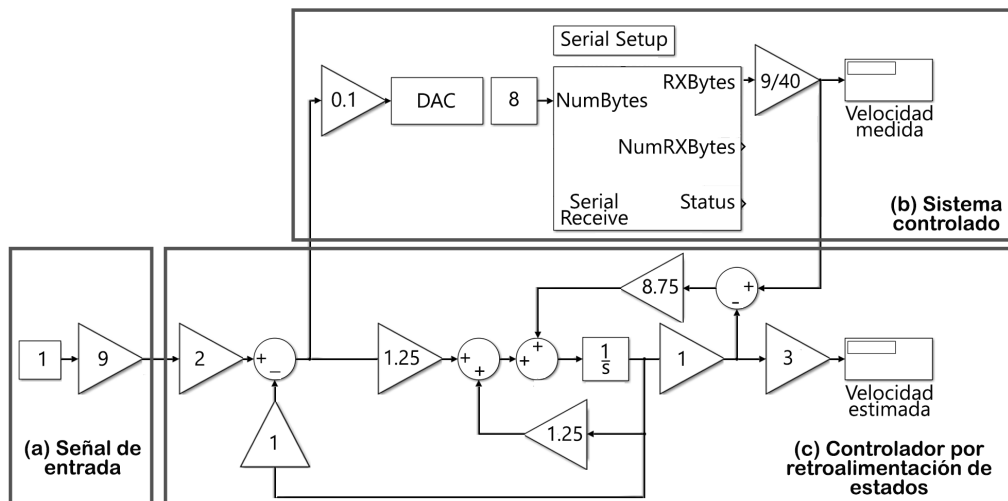 Serial Setup
0.1
DAC
8
NumBytes
RXBytes
NumRXBytes
Serial
Receive
Status
9/40
Velocidad
medida
(b) Sistema
controlado
8.75
+
-
1
9
2
+
-
1.25
+
+
+
+
1
s
1
3
Velocidad
estimada
1
1.25
(a) Señal de
entrada
(c) Controlador por
retroalimentación de
estados